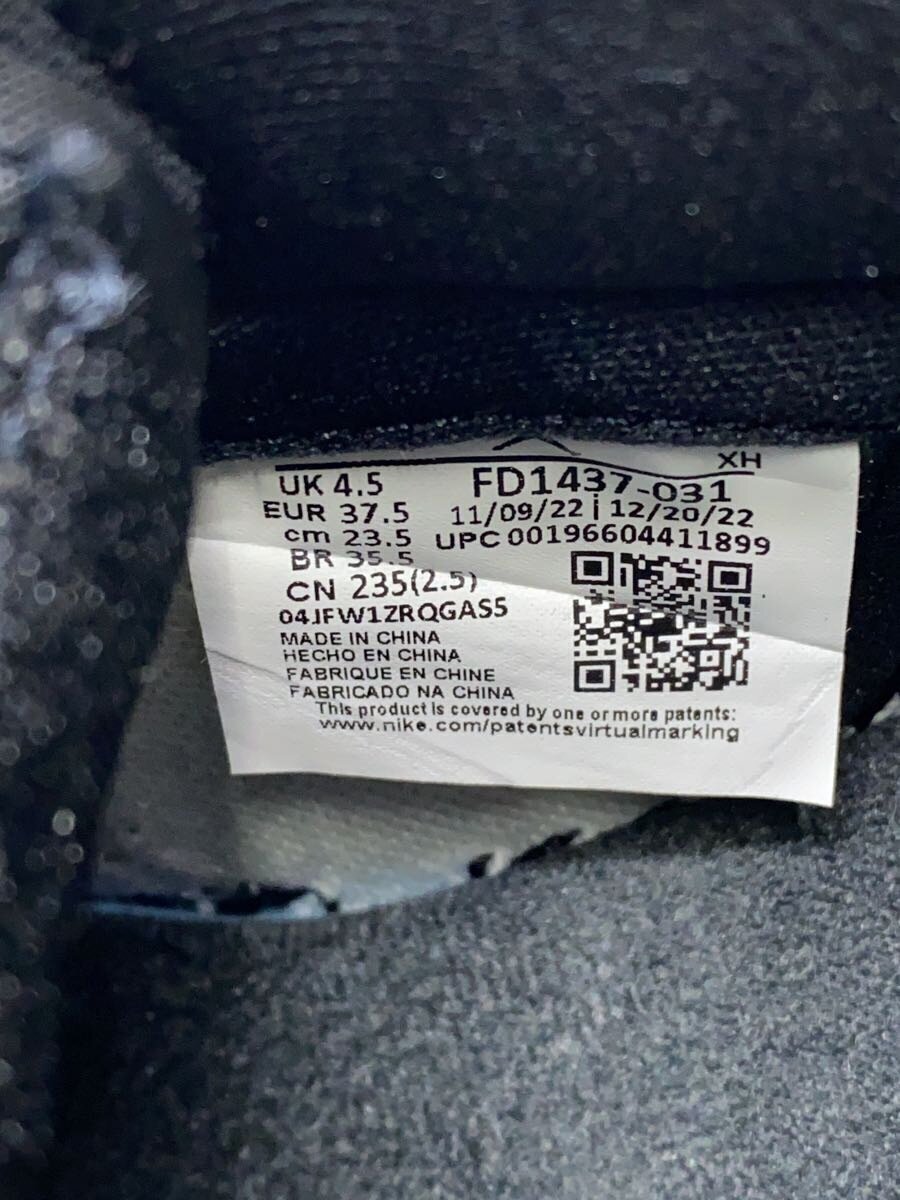 XH
UK 4.5
FD1437-031
EUR 37.5
11/09/22 | 12/20/22
cm 23.5
UPC 00196604411899
BR 35.5
CN 235(2.5)
04JFW1ZRQGAS5
MADE IN CHINA
HECHO EN CHINA
FABRIQUE EN CHINE
FABRICADO NA CHINA
This product is covered by one or more patents:
www.nike.com/patentsvirtualmarking